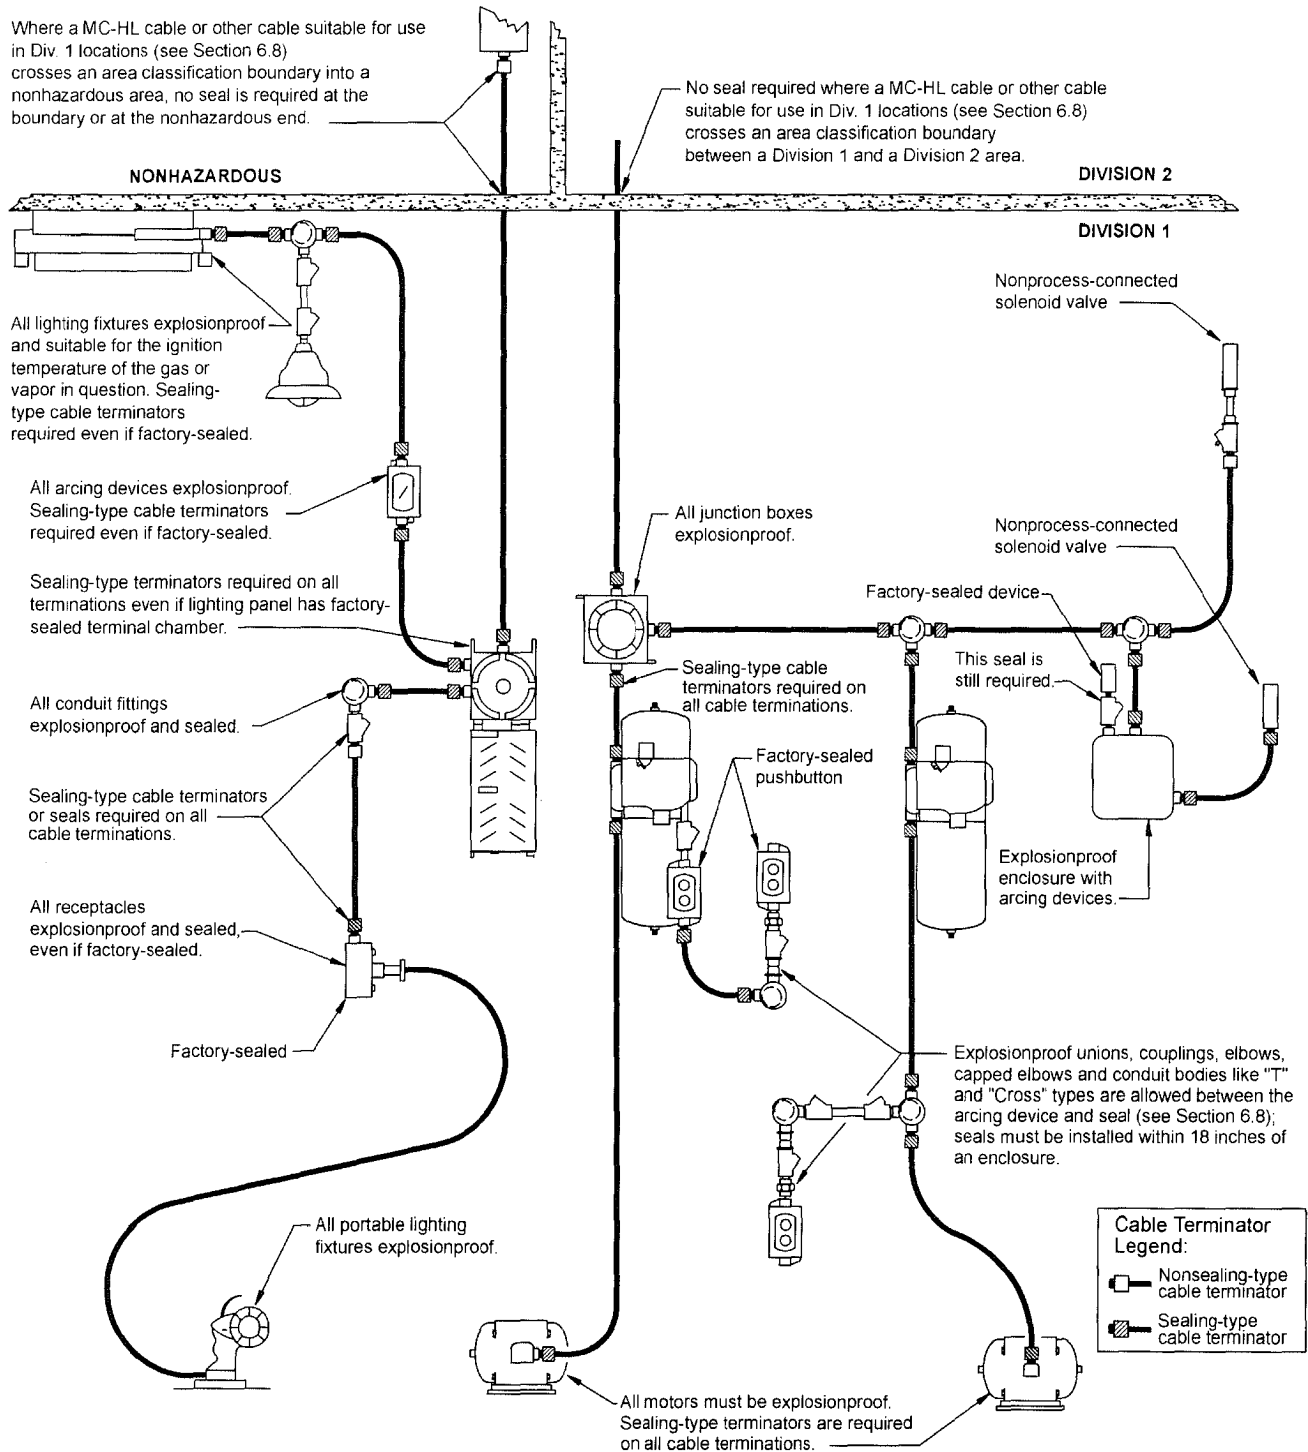 Where a MC-HL cable or other cable suitable for use
in Div. 1 locations (see Section 6.8)
crosses an area classification boundary into a
nonhazardous area, no seal is required at the
boundary or at the nonhazardous end.
No seal required where a MC-HL cable or other cable
suitable for use in Div. 1 locations (see Section 6.8)
crosses an area classification boundary
between a Division 1 and a Division 2 area.
NONHAZARDOUS
DIVISION 2
DIVISION 1
Nonprocess-connected
solenoid valve
All lighting fixtures explosionproof
and suitable for the ignition
temperature of the gas or
vapor in question. Sealing-
type cable terminators
required even if factory-sealed.
All arcing devices explosionproof.
Sealing-type cable terminators
required even if factory-sealed.
All junction boxes
explosionproof.
Nonprocess-connected
solenoid valve
Sealing-type terminators required on all
terminations even if lighting panel has factory-
sealed terminal chamber.
Factory-sealed device
This seal is
still required.
Sealing-type cable
terminators required on
all cable terminations.
All conduit fittings
explosionproof and sealed.
Factory-sealed
pushbutton
Sealing-type cable terminators
or seals required on all
cable terminations.
Explosionproof
enclosure with
arcing devices.
All receptacles
explosionproof and sealed,
even if factory-sealed.
Factory-sealed
Explosionproof unions, couplings, elbows,
capped elbows and conduit bodies like "T"
and "Cross" types are allowed between the
arcing device and seal (see Section 6.8);
seals must be installed within 18 inches of
an enclosure.
All portable lighting
fixtures explosionproof.
Cable Terminator
Legend:
Nonsealing-type
cable terminator
Sealing-type
cable terminator
All motors must be explosionproof.
Sealing-type terminators are required
on all cable terminations.